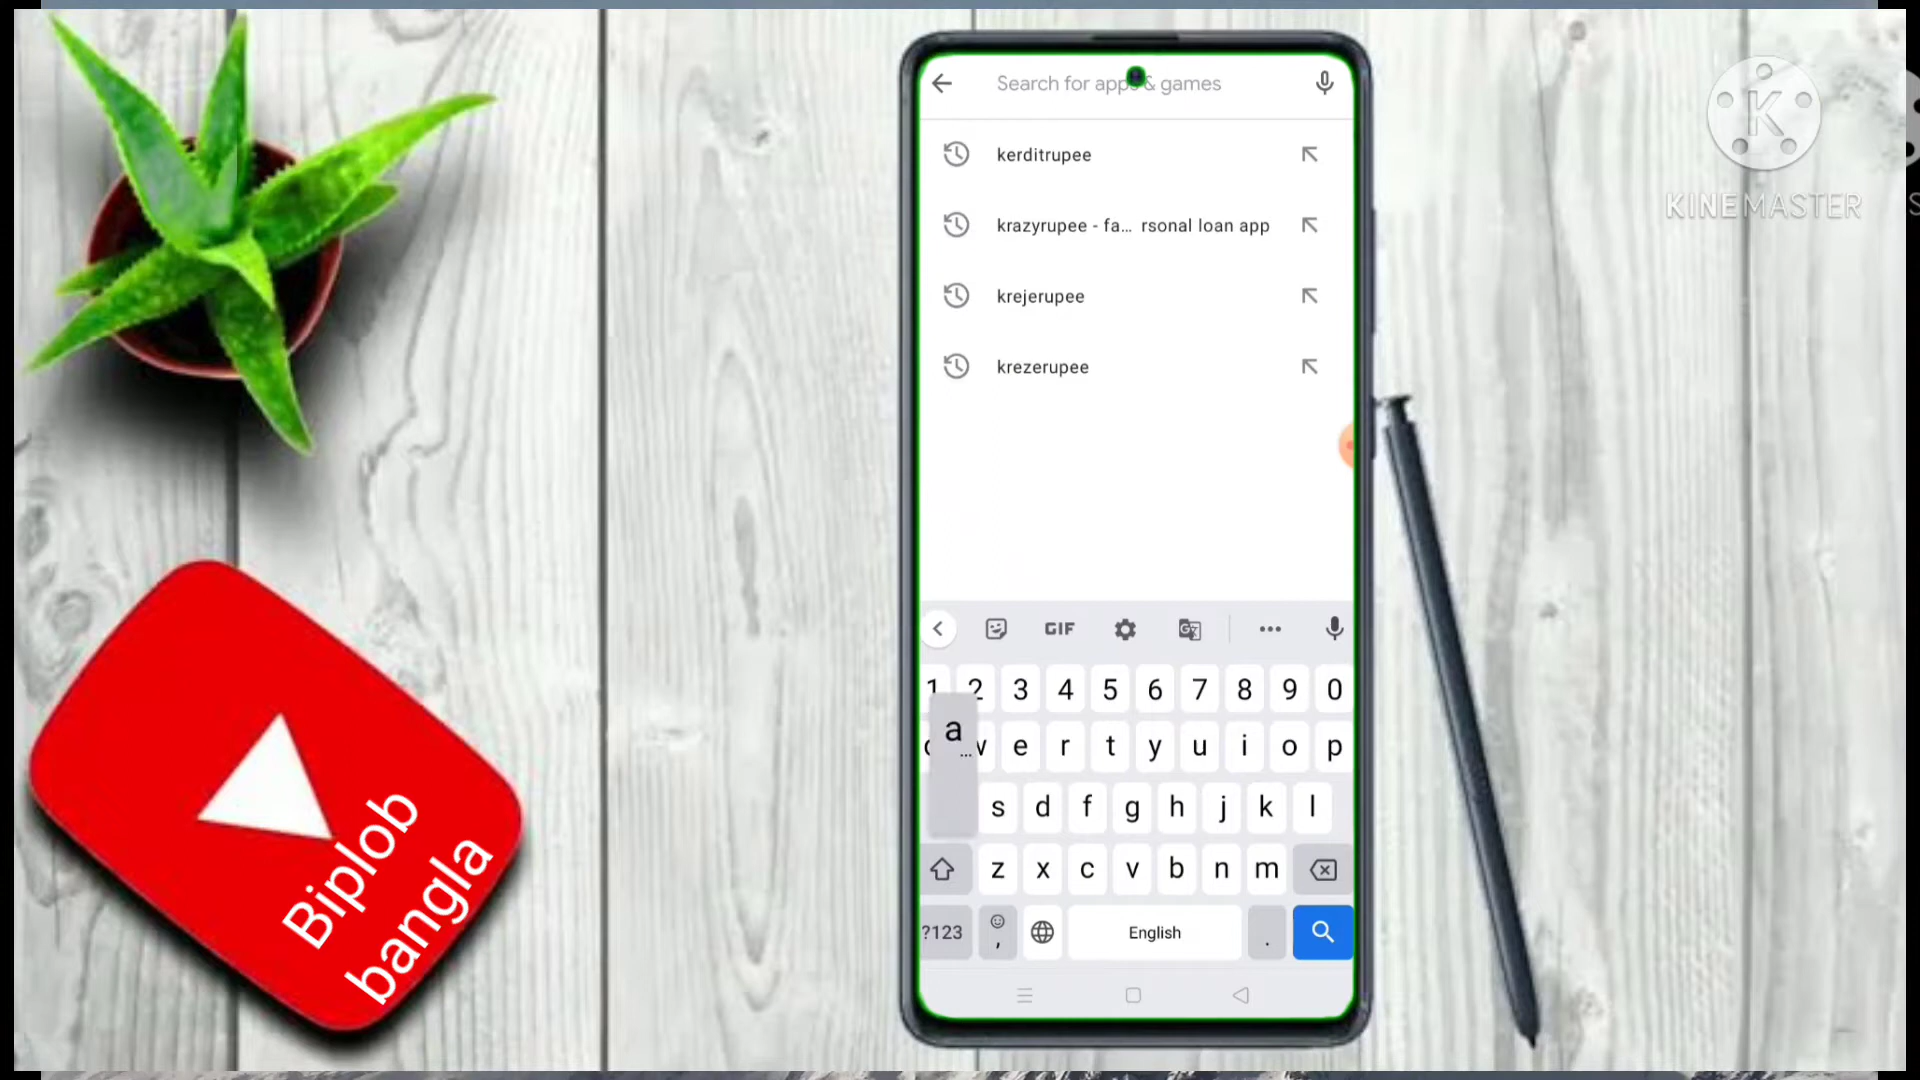 Search for apps & games
kerditrupee
krazyrupee - fa... rsonal loan app
krejerupee
krezerupee
GIF
1 2 3 4 5 6 7 8 9 0
a
w e r t y u i o p
s d f g h j k l
z x c v b n m
?123 , English .
KINEMASTER
Biplob
bangla